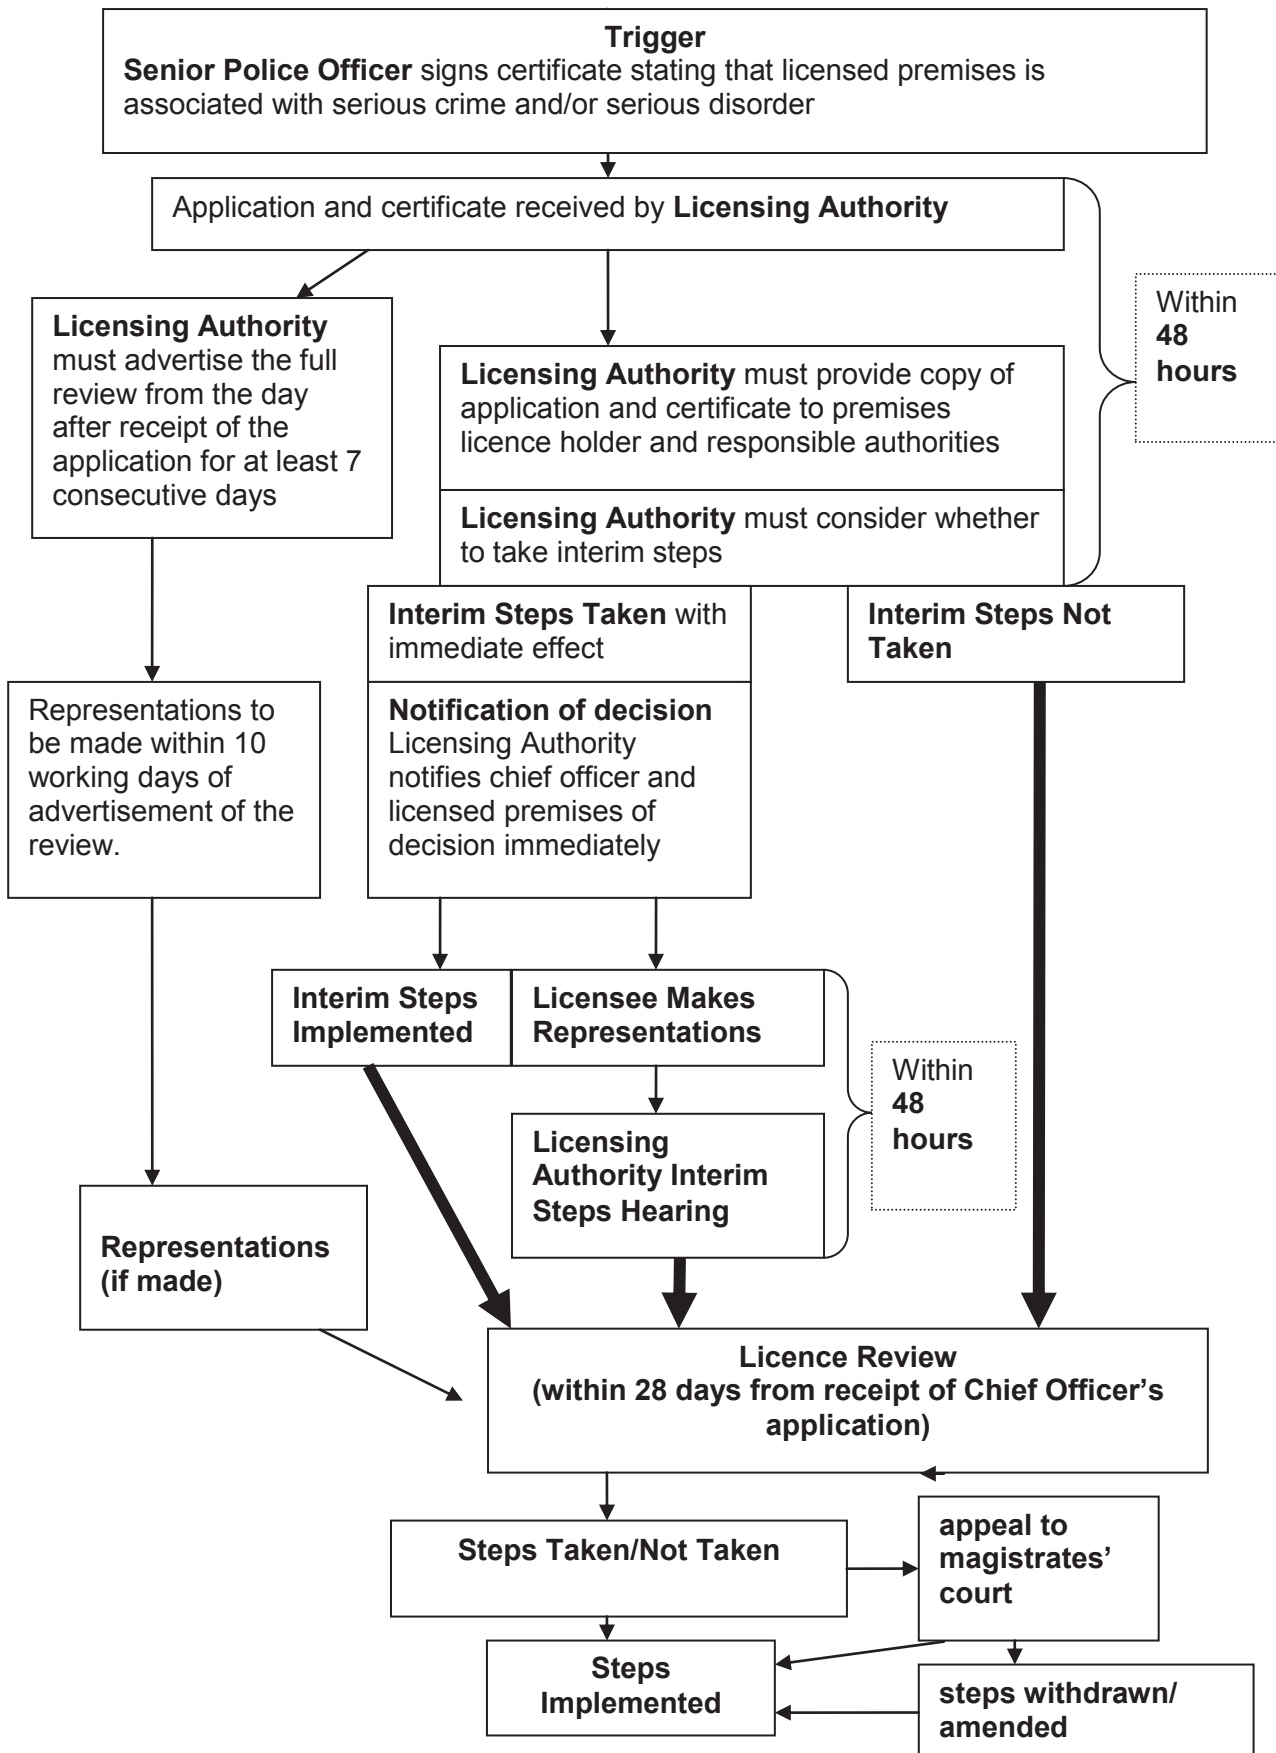 Trigger
Senior Police Officer signs certificate stating that licensed premises is
associated with serious crime and/or serious disorder
Application and certificate received by Licensing Authority
Within
48
hours
Licensing Authority
must advertise the full
review from the day
after receipt of the
application for at least 7
consecutive days
Licensing Authority must provide copy of
application and certificate to premises
licence holder and responsible authorities
Licensing Authority must consider whether
to take interim steps
Interim Steps Taken with
immediate effect
Interim Steps Not
Taken
Representations to
be made within 10
working days of
advertisement of the
review.
Notification of decision
Licensing Authority
notifies chief officer and
licensed premises of
decision immediately
Interim Steps
Implemented
Licensee Makes
Representations
Within
48
hours
Licensing
Authority Interim
Steps Hearing
Representations
(if made)
Licence Review
(within 28 days from receipt of Chief Officer’s
application)
Steps Taken/Not Taken
appeal to
magistrates’
court
Steps
Implemented
steps withdrawn/
amended